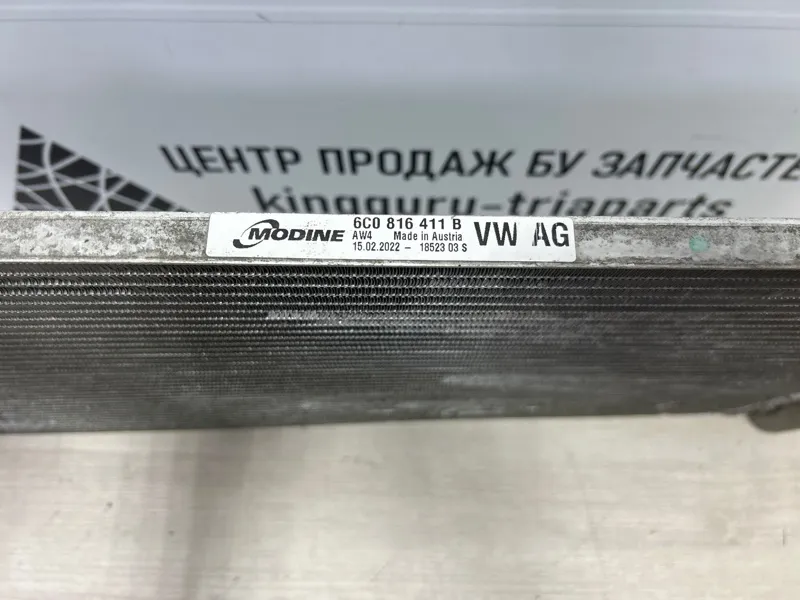 ЦЕНТР ПРОДАЖ БУ ЗАПЧАСТЕ
kingguru-triaparts
MODINE 6C0 816 411 B VW AG
AW4 Made in Austria
15.02.2022 - 18523 03 S